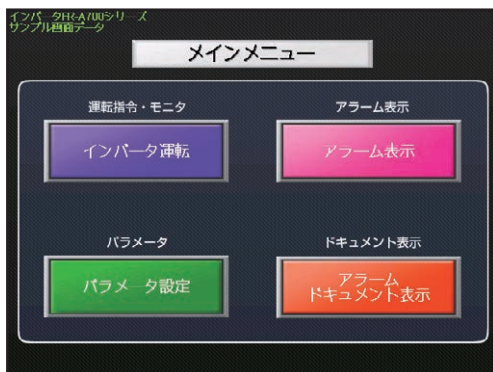 インバータFR-A700シリーズ
サンプル画面データ
メインメニュー
運転指令・モニタ
アラーム表示
インバータ運転
アラーム表示
パラメータ
ドキュメント表示
パラメータ設定
アラーム
ドキュメント表示